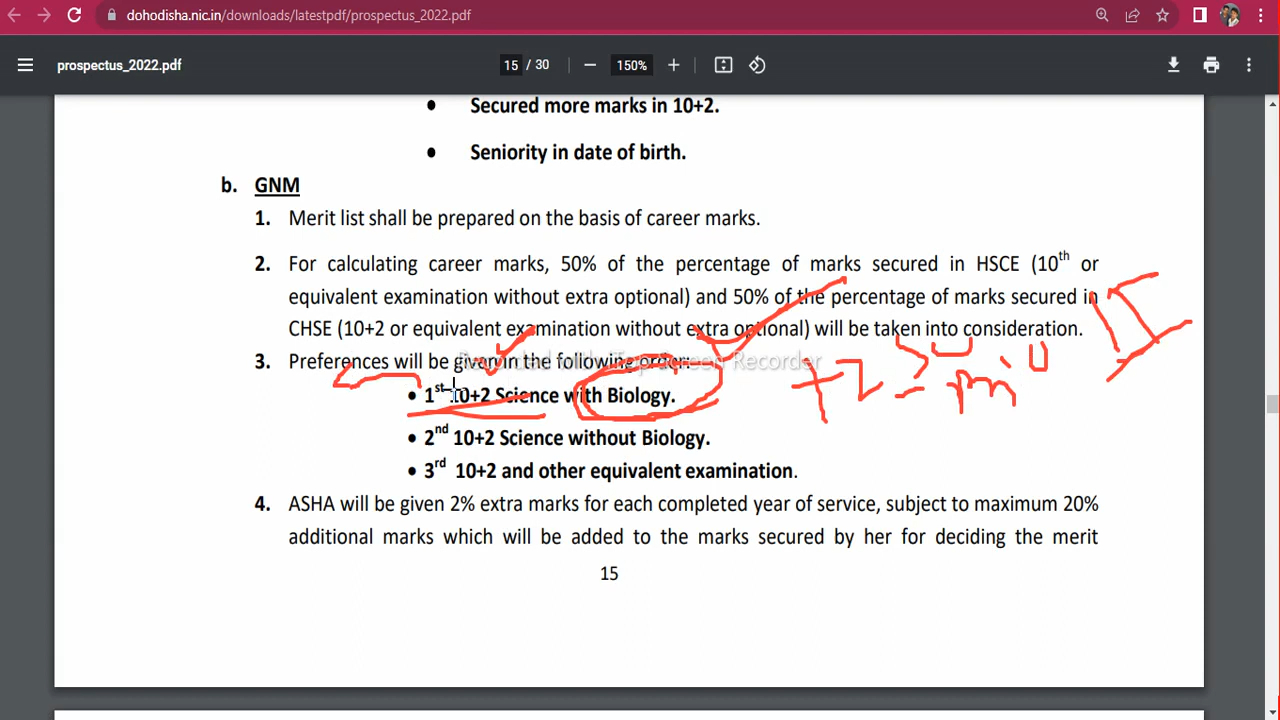 dohodisha.nic.in/downloads/latestpdf/prospectus_2022.pdf
prospectus_2022.pdf
15 / 30
150%
• Secured more marks in 10+2.
• Seniority in date of birth.
b. GNM
1. Merit list shall be prepared on the basis of career marks.
2. For calculating career marks, 50% of the percentage of marks secured in HSCE (10th or
equivalent examination without extra optional) and 50% of the percentage of marks secured in
CHSE (10+2 or equivalent examination without extra optional) will be taken into consideration.
3. Preferences will be given in the following order:
Recorded with iTop Screen Recorder
• 1st 10+2 Science with Biology.
+2
• 2nd 10+2 Science without Biology.
• 3rd 10+2 and other equivalent examination.
4. ASHA will be given 2% extra marks for each completed year of service, subject to maximum 20%
additional marks which will be added to the marks secured by her for deciding the merit
15